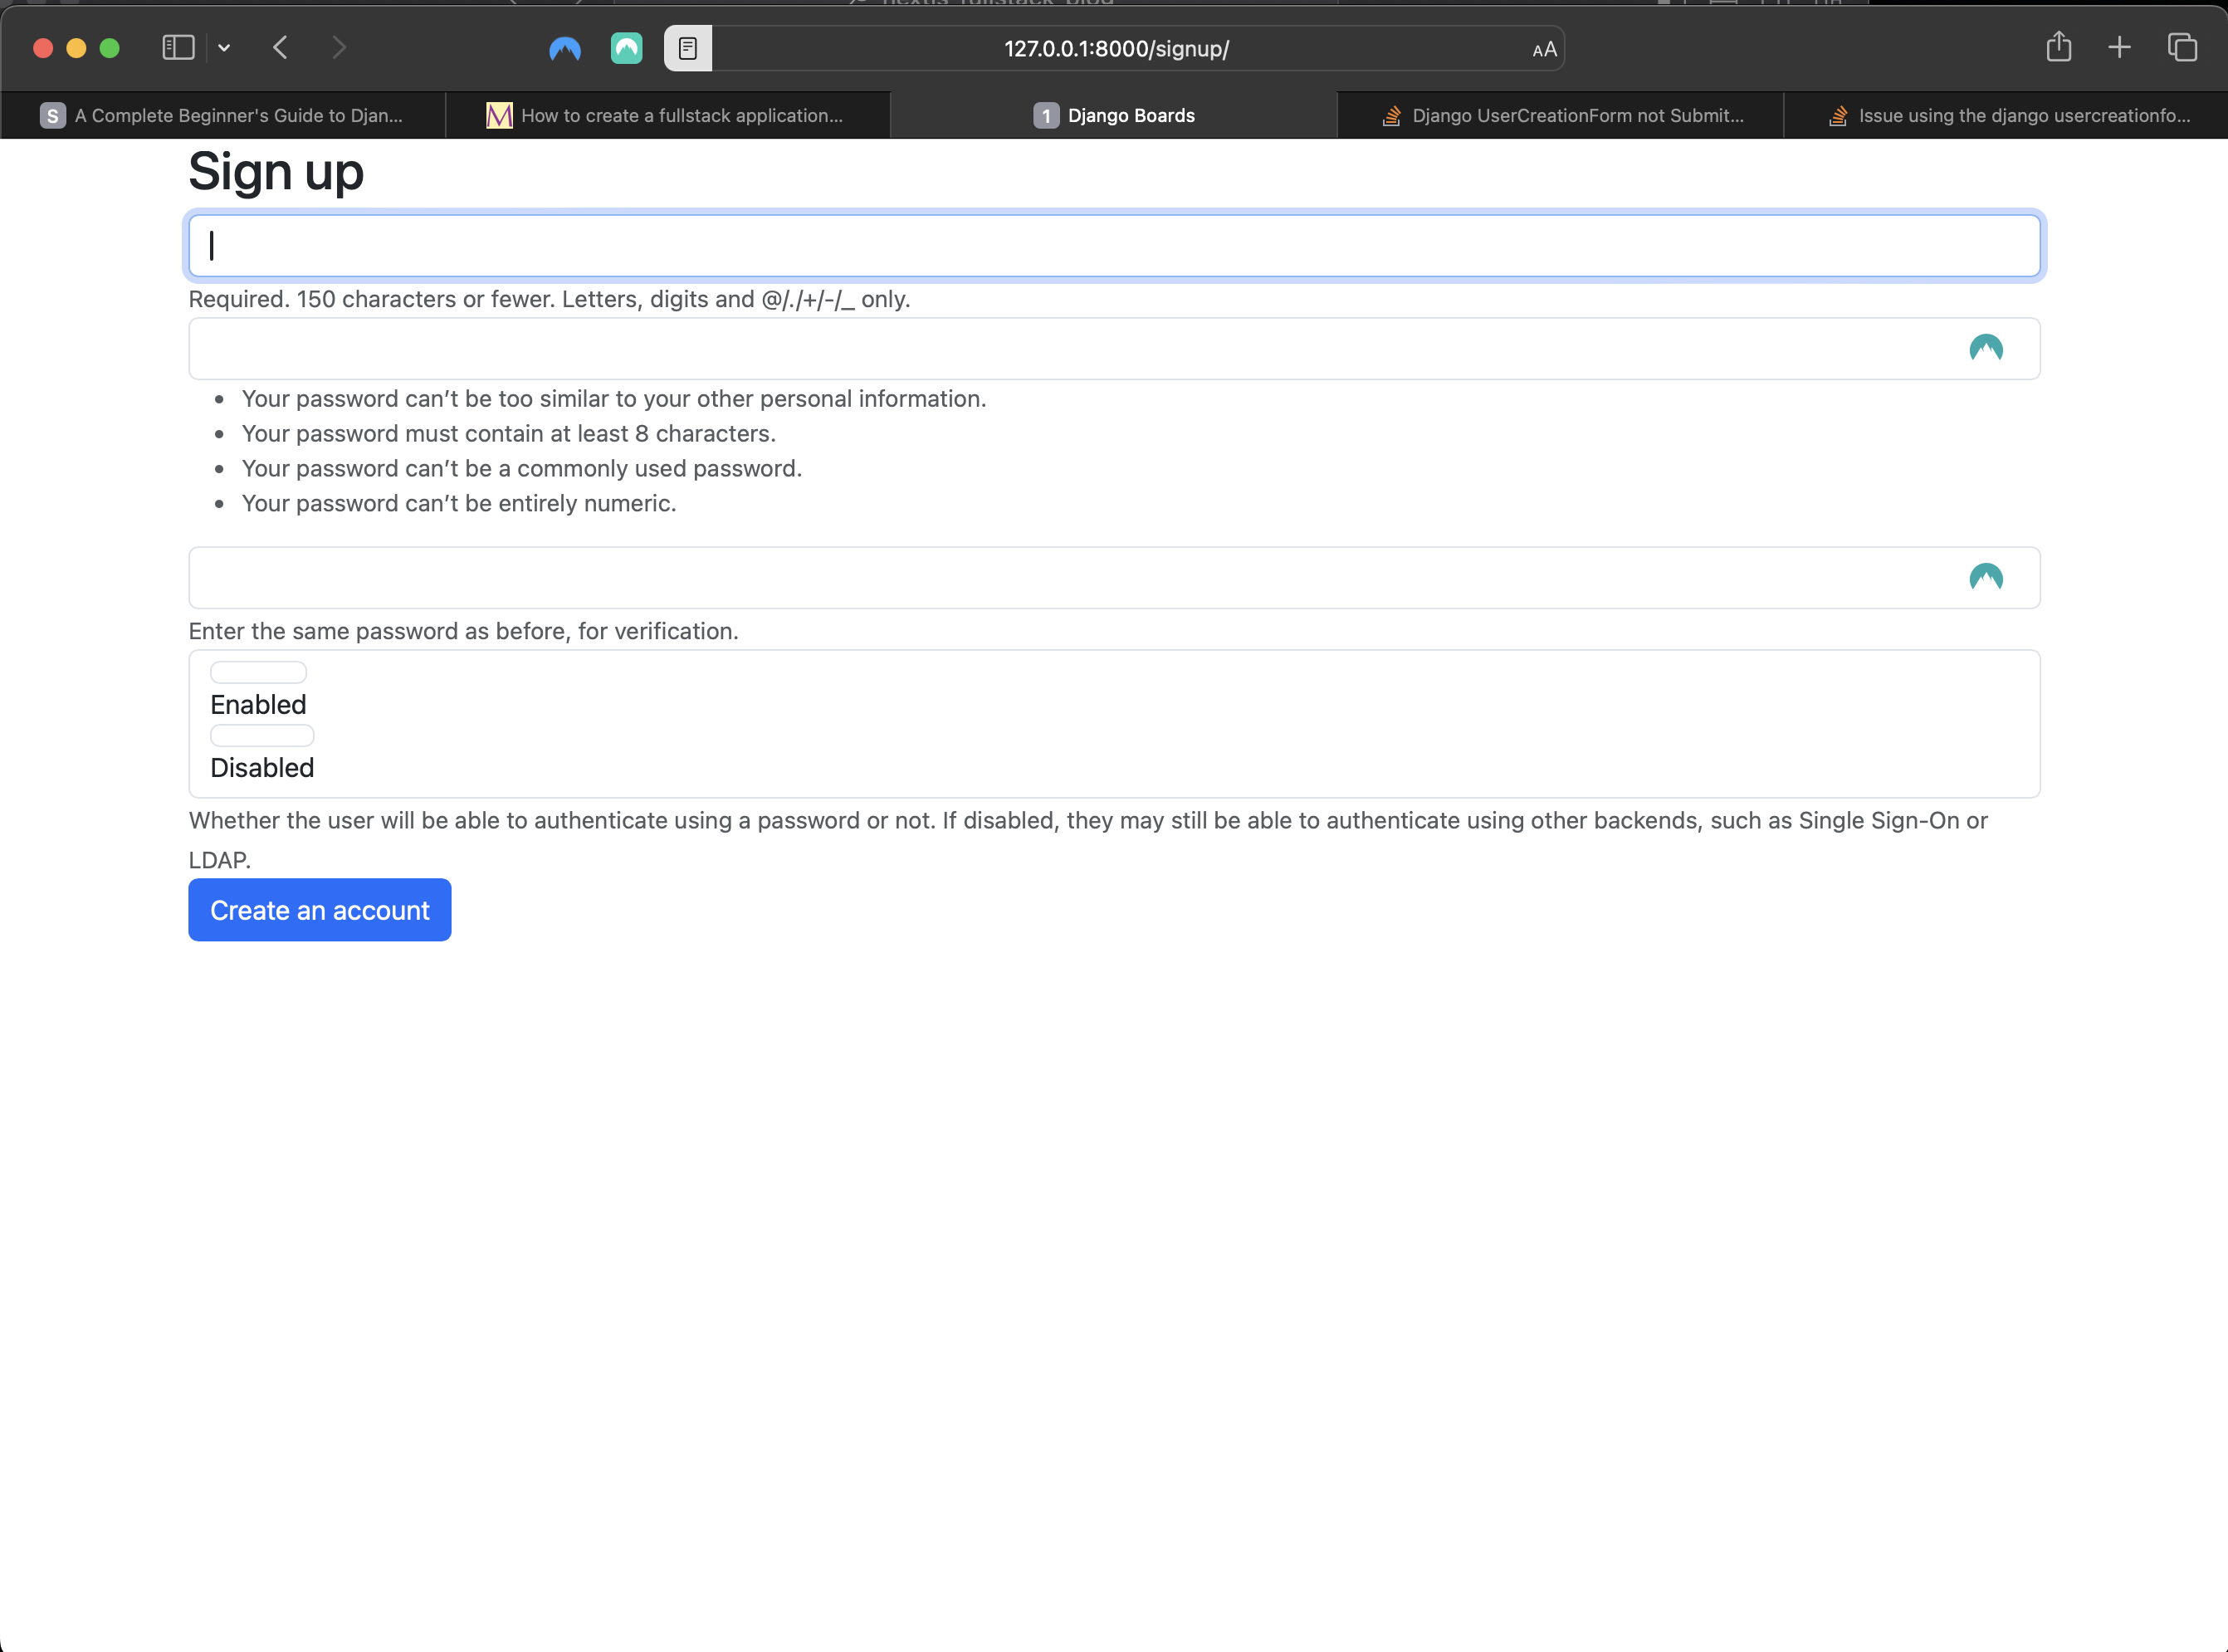 127.0.0.1:8000/signup/
AA
S A Complete Beginner's Guide to Djan...
How to create a fullstack application...
1 Django Boards
Django UserCreationForm not Submit...
Issue using the django usercreationfo...
Sign up
Required. 150 characters or fewer. Letters, digits and @/./+/-/_ only.
Your password can’t be too similar to your other personal information.
Your password must contain at least 8 characters.
Your password can’t be a commonly used password.
Your password can’t be entirely numeric.
Enter the same password as before, for verification.
Enabled
Disabled
Whether the user will be able to authenticate using a password or not. If disabled, they may still be able to authenticate using other backends, such as Single Sign-On or
LDAP.
Create an account